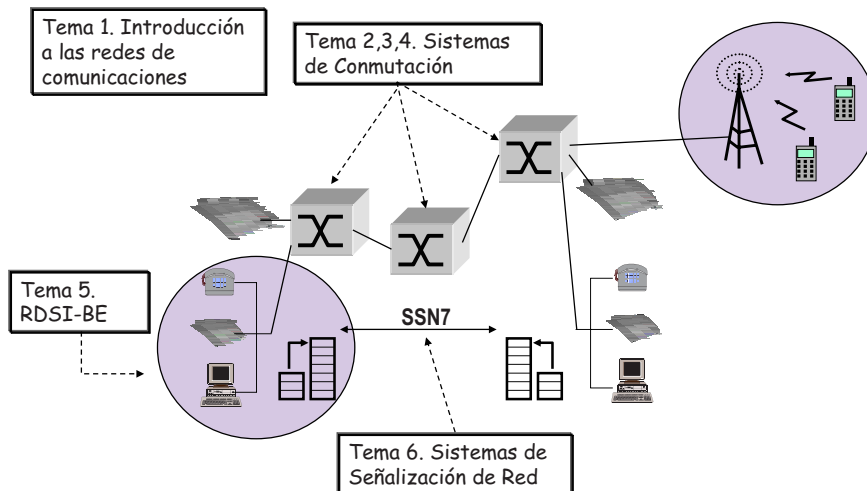 Tema 1. Introducción
a las redes de
comunicaciones
Tema 2,3,4. Sistemas
de Conmutación
Tema 5.
RDSI-BE
SSN7
Tema 6. Sistemas de
Señalización de Red